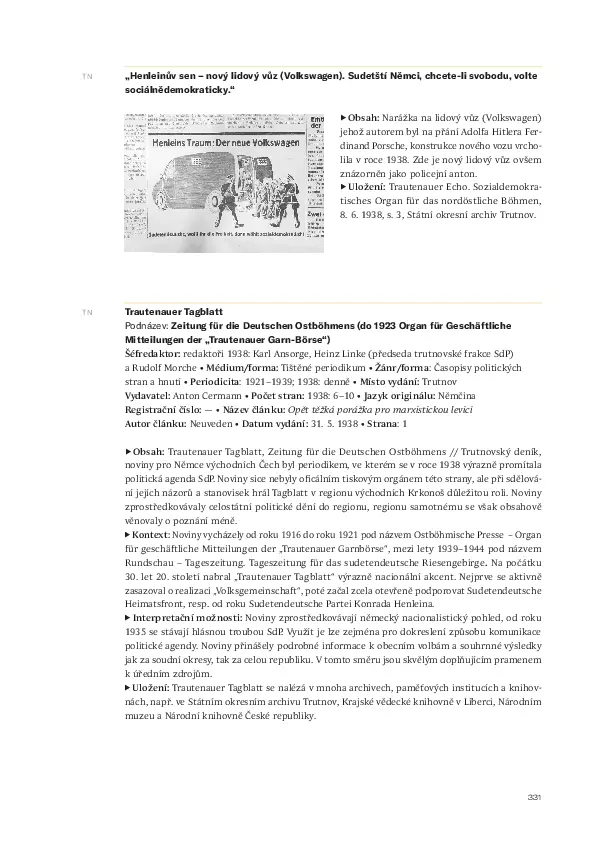 TN
„Henleinův sen – nový lidový vůz (Volkswagen). Sudetští Němci, chcete-li svobodu, volte
sociálnědemokraticky.“
Henleins Traum: Der neue Volkswagen
Sudetendeutsche, wollt ihr die Freiheit, dann wählt sozialdemokratisch!
▶ Obsah: Narážka na lidový vůz (Volkswagen)
jehož autorem byl na přání Adolfa Hitlera Fer-
dinand Porsche, konstrukce nového vozu vrcho-
lila v roce 1938. Zde je nový lidový vůz ovšem
znázorněn jako policejní anton.
▶ Uložení: Trautenauer Echo. Sozialdemokra-
tisches Organ für das nordöstliche Böhmen,
8. 6. 1938, s. 3, Státní okresní archiv Trutnov.
TN
Trautenauer Tagblatt
Podnázev: Zeitung für die Deutschen Ostböhmens (do 1923 Organ für Geschäftliche
Mitteilungen der „Trautenauer Garn-Börse“)
Šéfredaktor: redaktoři 1938: Karl Ansorge, Heinz Linke (předseda trutnovské frakce SdP)
a Rudolf Morche • Médium/forma: Tištěné periodikum • Žánr/forma: Časopisy politických
stran a hnutí • Periodicita: 1921–1939; 1938: denně • Místo vydání: Trutnov
Vydavatel: Anton Cermann • Počet stran: 1938: 6–10 • Jazyk originálu: Němčina
Registrační číslo: — • Název článku: Opět těžká porážka pro marxistickou levici
Autor článku: Neuveden • Datum vydání: 31. 5. 1938 • Strana: 1
▶ Obsah: Trautenauer Tagblatt, Zeitung für die Deutschen Ostböhmens // Trutnovský deník,
noviny pro Němce východních Čech byl periodikem, ve kterém se v roce 1938 výrazně promítala
politická agenda SdP. Noviny sice nebyly oficálním tiskovým orgánem této strany, ale při sdělová-
ní jejich názorů a stanovisek hrál Tagblatt v regionu východních Krkonoš důležitou roli. Noviny
zprostředkovávaly celostátní politické dění do regionu, regionu samotnému se však obsahově
věnovaly o poznání méně.
▶ Kontext: Noviny vycházely od roku 1916 do roku 1921 pod názvem Ostböhmische Presse – Organ
für geschäftliche Mitteilungen der „Trautenauer Garnbörse“, mezi lety 1939–1944 pod názvem
Rundschau – Tageszeitung. Tageszeitung für das sudetendeutsche Riesengebirge. Na počátku
30. let 20. století nabral „Trautenauer Tagblatt“ výrazně nacionální akcent. Nejprve se aktivně
zasazoval o realizaci „Volksgemeinschaft“, poté začal zcela otevřeně podporovat Sudetendeutsche
Heimatsfront, resp. od roku Sudetendeutsche Partei Konrada Henleina.
▶ Interpretační možnosti: Noviny zprostředkovávají německý nacionalistický pohled, od roku
1935 se stávají hlásnou troubou SdP. Využít je lze zejména pro dokreslení způsobu komunikace
politické agendy. Noviny přinášely podrobné informace k obecním volbám a souhrnné výsledky
jak za soudní okresy, tak za celou republiku. V tomto směru jsou skvělým doplňujícím pramenem
k úředním zdrojům.
▶ Uložení: Trautenauer Tagblatt se nalézá v mnoha archivech, paměťových institucích a knihov-
nách, např. ve Státním okresním archivu Trutnov, Krajské vědecké knihovně v Liberci, Národním
muzeu a Národní knihovně České republiky.
331